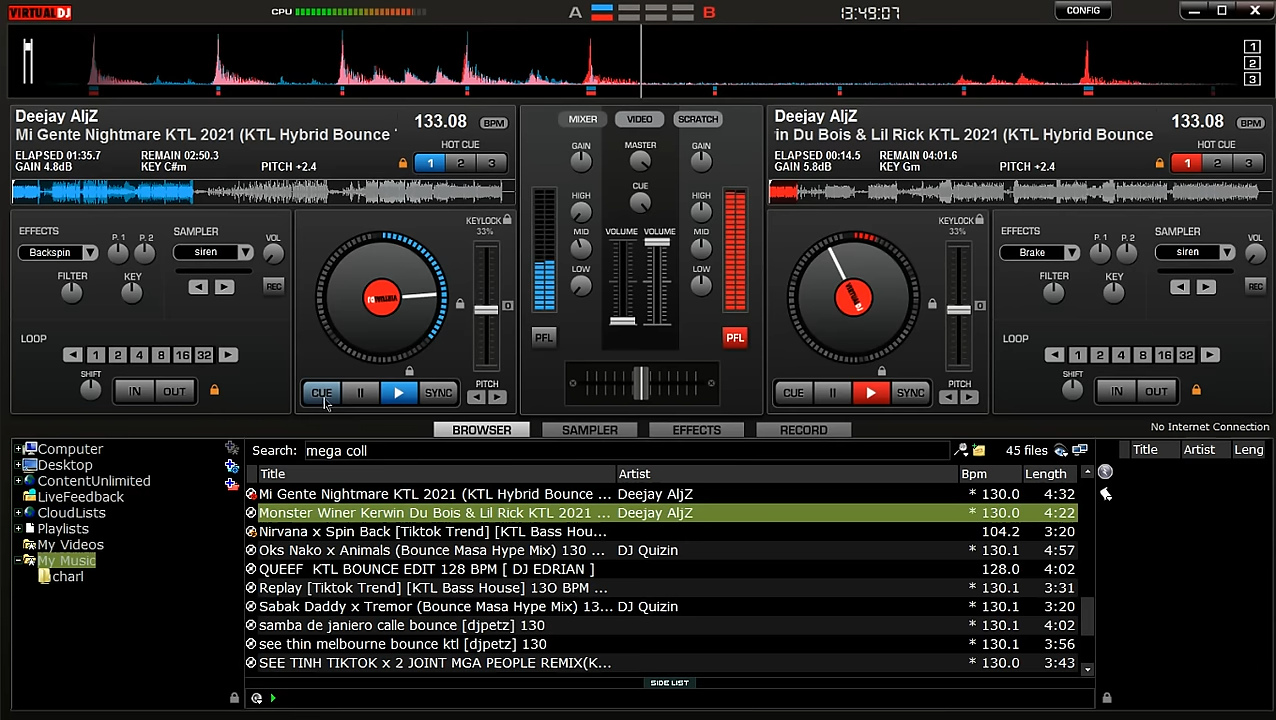 VIRTUALDJ
CPU
A B
13:49:07
CONFIG
1
2
3
Deejay AljZ
Mi Gente Nightmare KTL 2021 (KTL Hybrid Bounce
133.08 BPM
HOT CUE
ELAPSED 01:35.7 REMAIN 02:50.3
GAIN 4.8dB KEY C#m PITCH +2.4
1 2 3
MIXER VIDEO SCRATCH
GAIN MASTER GAIN
HIGH CUE HIGH
MID VOLUME VOLUME MID
LOW LOW
PFL PFL
Deejay AljZ
in Du Bois & Lil Rick KTL 2021 (KTL Hybrid Bounce
133.08 BPM
HOT CUE
ELAPSED 00:14.5 REMAIN 04:01.6
GAIN 5.8dB KEY Gm PITCH +2.4
1 2 3
EFFECTS P. 1 P. 2 SAMPLER VOL
Backspin siren
FILTER KEY REC
LOOP
1 2 4 8 16 32
SHIFT IN OUT
KEYLOCK
33%
0
VIRTUALDJ
CUE SYNC PITCH
KEYLOCK
33%
0
VIRTUALDJ
CUE SYNC PITCH
EFFECTS P. 1 P. 2 SAMPLER VOL
Brake siren
FILTER KEY REC
LOOP
1 2 4 8 16 32
SHIFT IN OUT
BROWSER SAMPLER EFFECTS RECORD
No Internet Connection
Computer
Desktop
ContentUnlimited
LiveFeedback
CloudLists
Playlists
My Videos
My Music
charl
Search: mega coll 45 files
Title Artist Bpm Length
Mi Gente Nightmare KTL 2021 (KTL Hybrid Bounce ... Deejay AljZ * 130.0 4:32
Monster Winer Kerwin Du Bois & Lil Rick KTL 2021 ... Deejay AljZ * 130.0 4:22
Nirvana x Spin Back [Tiktok Trend] [KTL Bass Hou... 104.2 3:20
Oks Nako x Animals (Bounce Masa Hype Mix) 130 ... DJ Quizin * 130.1 4:57
QUEEF  KTL BOUNCE EDIT 128 BPM [ DJ EDRIAN ] * 128.0 4:02
Replay [Tiktok Trend] [KTL Bass House] 13O BPM ... * 130.1 3:31
Sabak Daddy x Tremor (Bounce Masa Hype Mix) 13... DJ Quizin * 130.1 3:20
samba de janiero calle bounce [djpetz] 130 * 130.1 4:02
see thin melbourne bounce ktl [djpetz] 130 * 130.1 3:56
SEE TINH TIKTOK x 2 JOINT MGA PEOPLE REMIX(K... * 130.1 3:43
SIDE LIST
Title Artist Leng